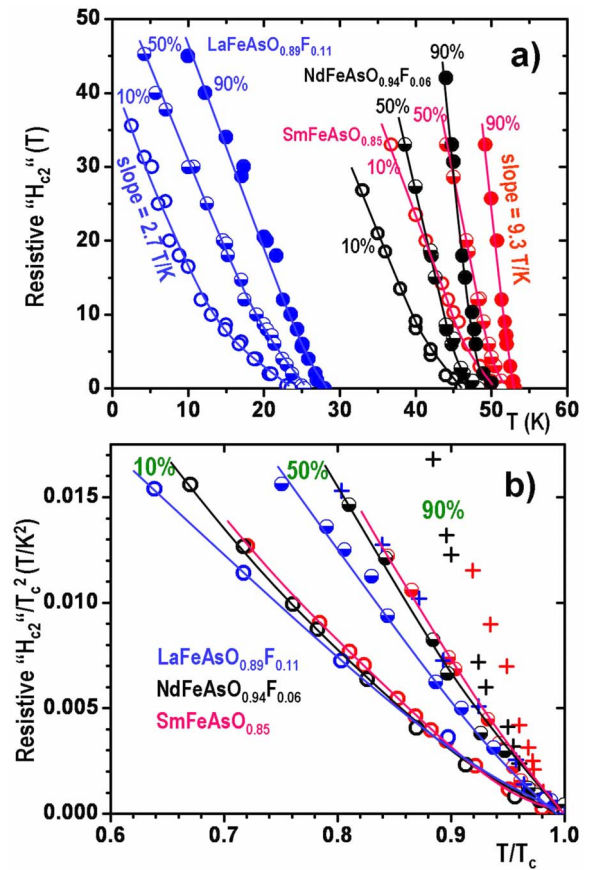 a)
50%
LaFeAsO0.89F0.11
10%
90%
90%
NdFeAsO0.94F0.06
50%
50%
90%
SmFeAsO0.85
10%
10%
slope = 2.7 T/K
slope = 9.3 T/K
Resistive “Hc2“ (T)
50
40
30
20
10
0
0 10 20 30 40 50 60
T (K)
b)
10%
50%
90%
LaFeAsO0.89F0.11
NdFeAsO0.94F0.06
SmFeAsO0.85
Resistive “Hc2“/Tc2 (T/K2)
0.015
0.010
0.005
0.000
0.6 0.7 0.8 0.9 1.0
T/Tc